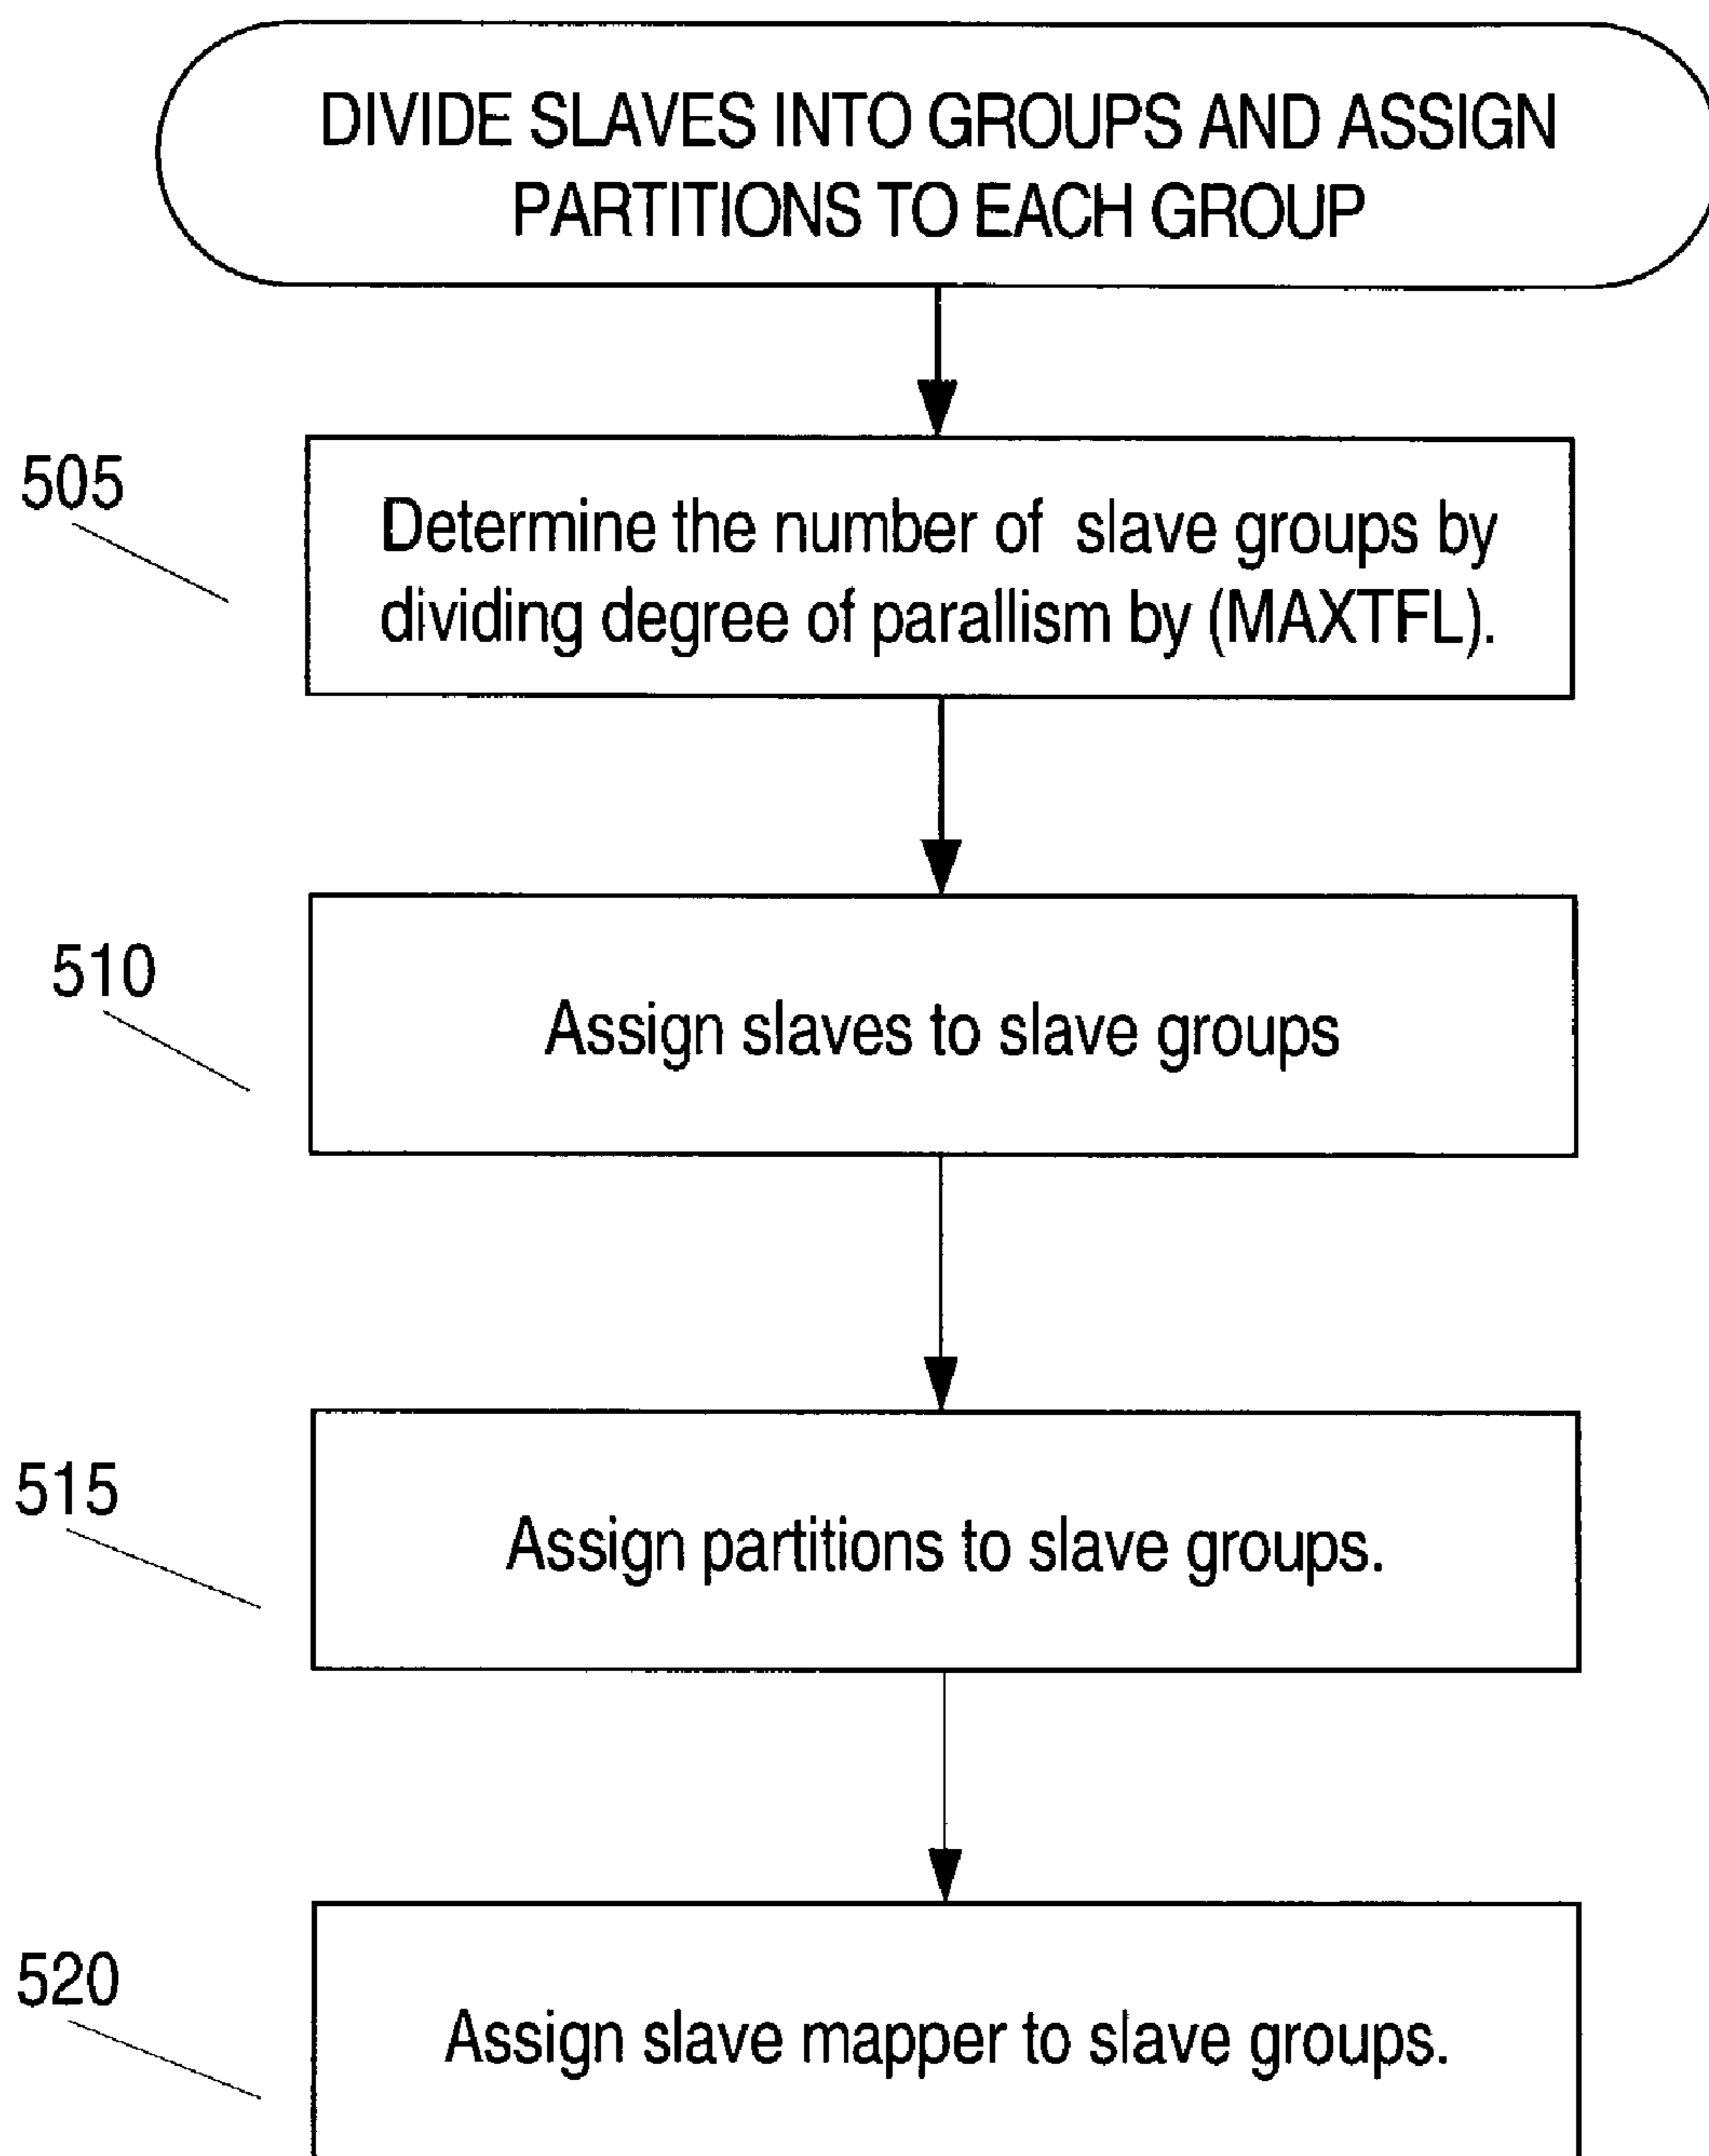 DIVIDE SLAVES INTO GROUPS AND ASSIGN
PARTITIONS TO EACH GROUP
505
Determine the number of slave groups by
dividing degree of parallism by (MAXTFL).
510
Assign slaves to slave groups
515
Assign partitions to slave groups.
520
Assign slave mapper to slave groups.